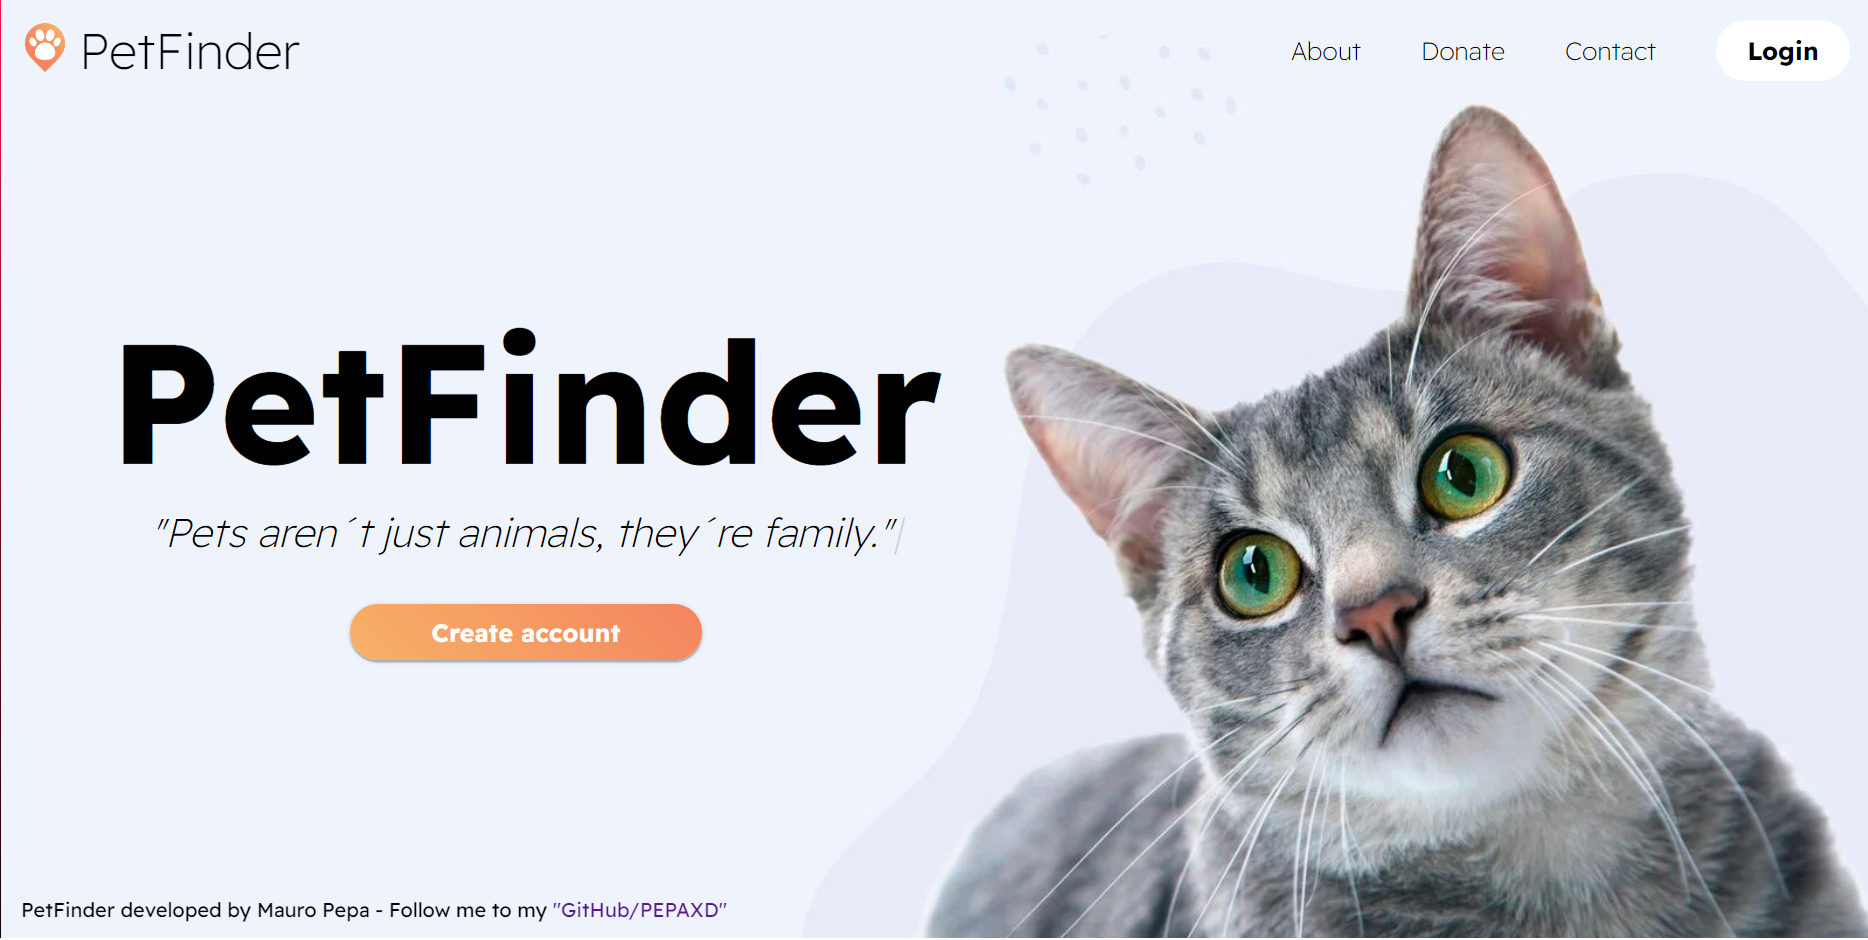 PetFinder
About
Donate
Contact
Login
PetFinder
"Pets aren´t just animals, they´re family."|
Create account
PetFinder developed by Mauro Pepa - Follow me to my "GitHub/PEPAXD"